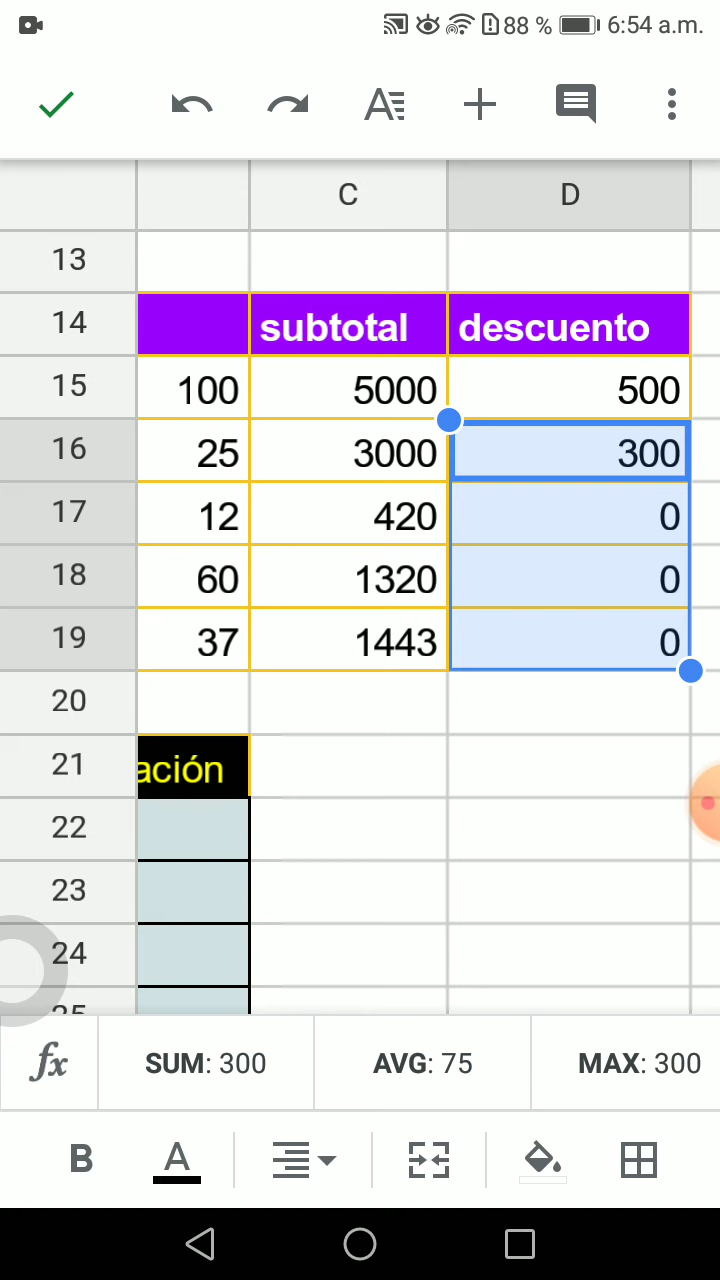 88 % 6:54 a.m.
C D
13
14 subtotal descuento
15 100 5000 500
16 25 3000 300
17 12 420 0
18 60 1320 0
19 37 1443 0
20
21 ación
22
23
24
25
fx SUM: 300 AVG: 75 MAX: 300
B A